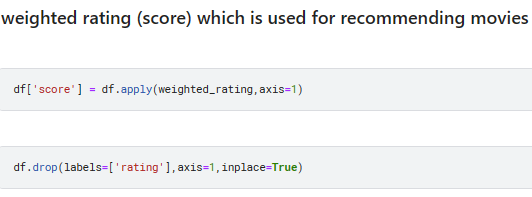 weighted rating (score) which is used for recommending movies
df['score'] = df.apply(weighted_rating,axis=1)
df.drop(labels=['rating'],axis=1,inplace=True)